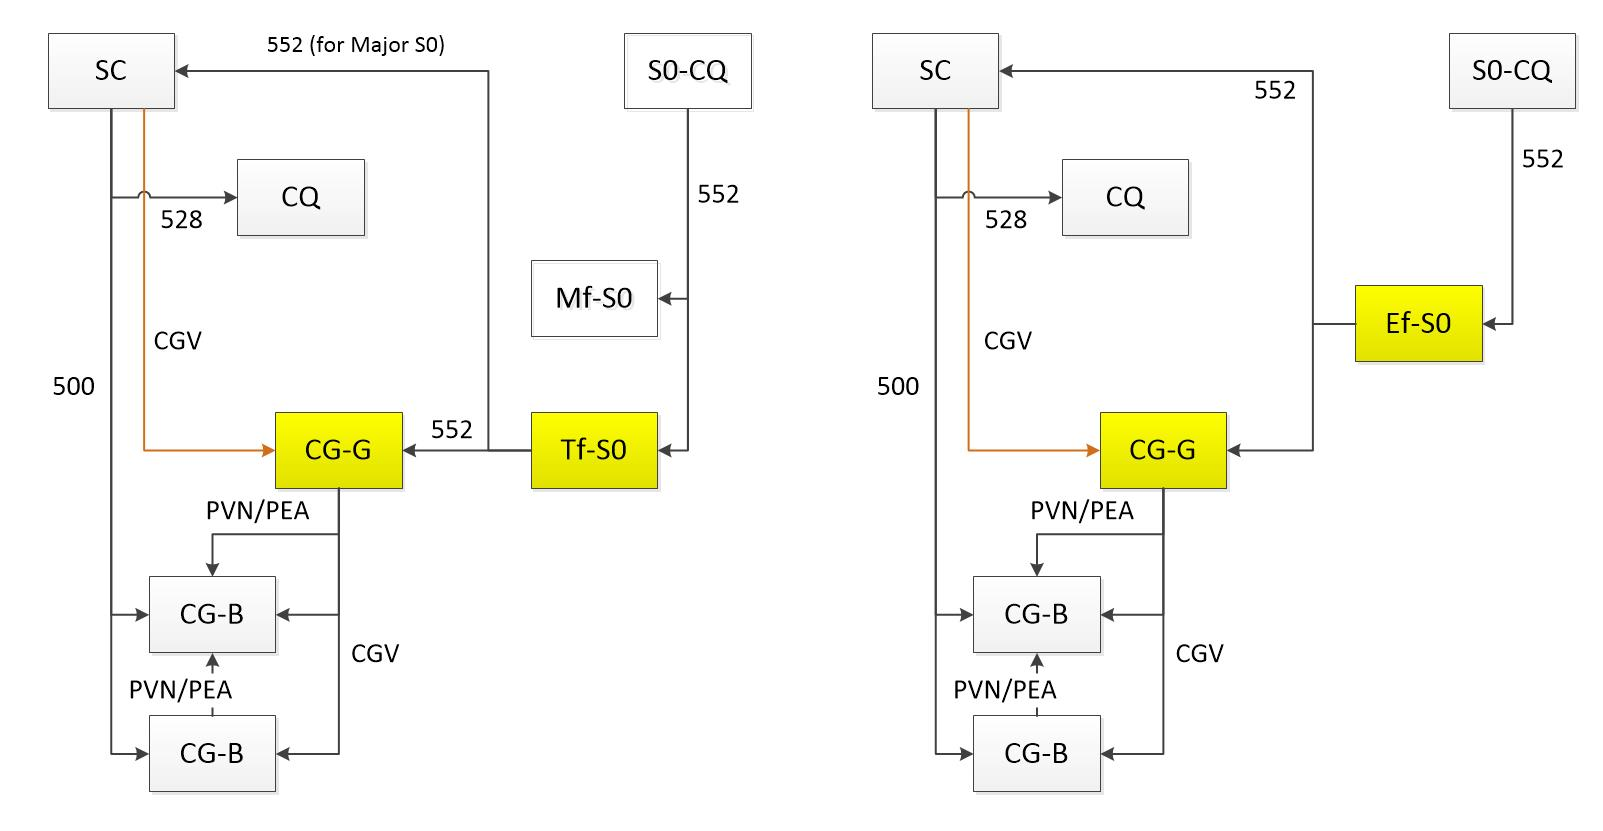 552 (for Major S0)
SC
S0-CQ
552
CQ
528
Mf-S0
CGV
500
552
CG-G
Tf-S0
PVN/PEA
CG-B
CGV
PVN/PEA
CG-B
SC
552
S0-CQ
552
CQ
528
Ef-S0
CGV
500
CG-G
PVN/PEA
CG-B
CGV
PVN/PEA
CG-B